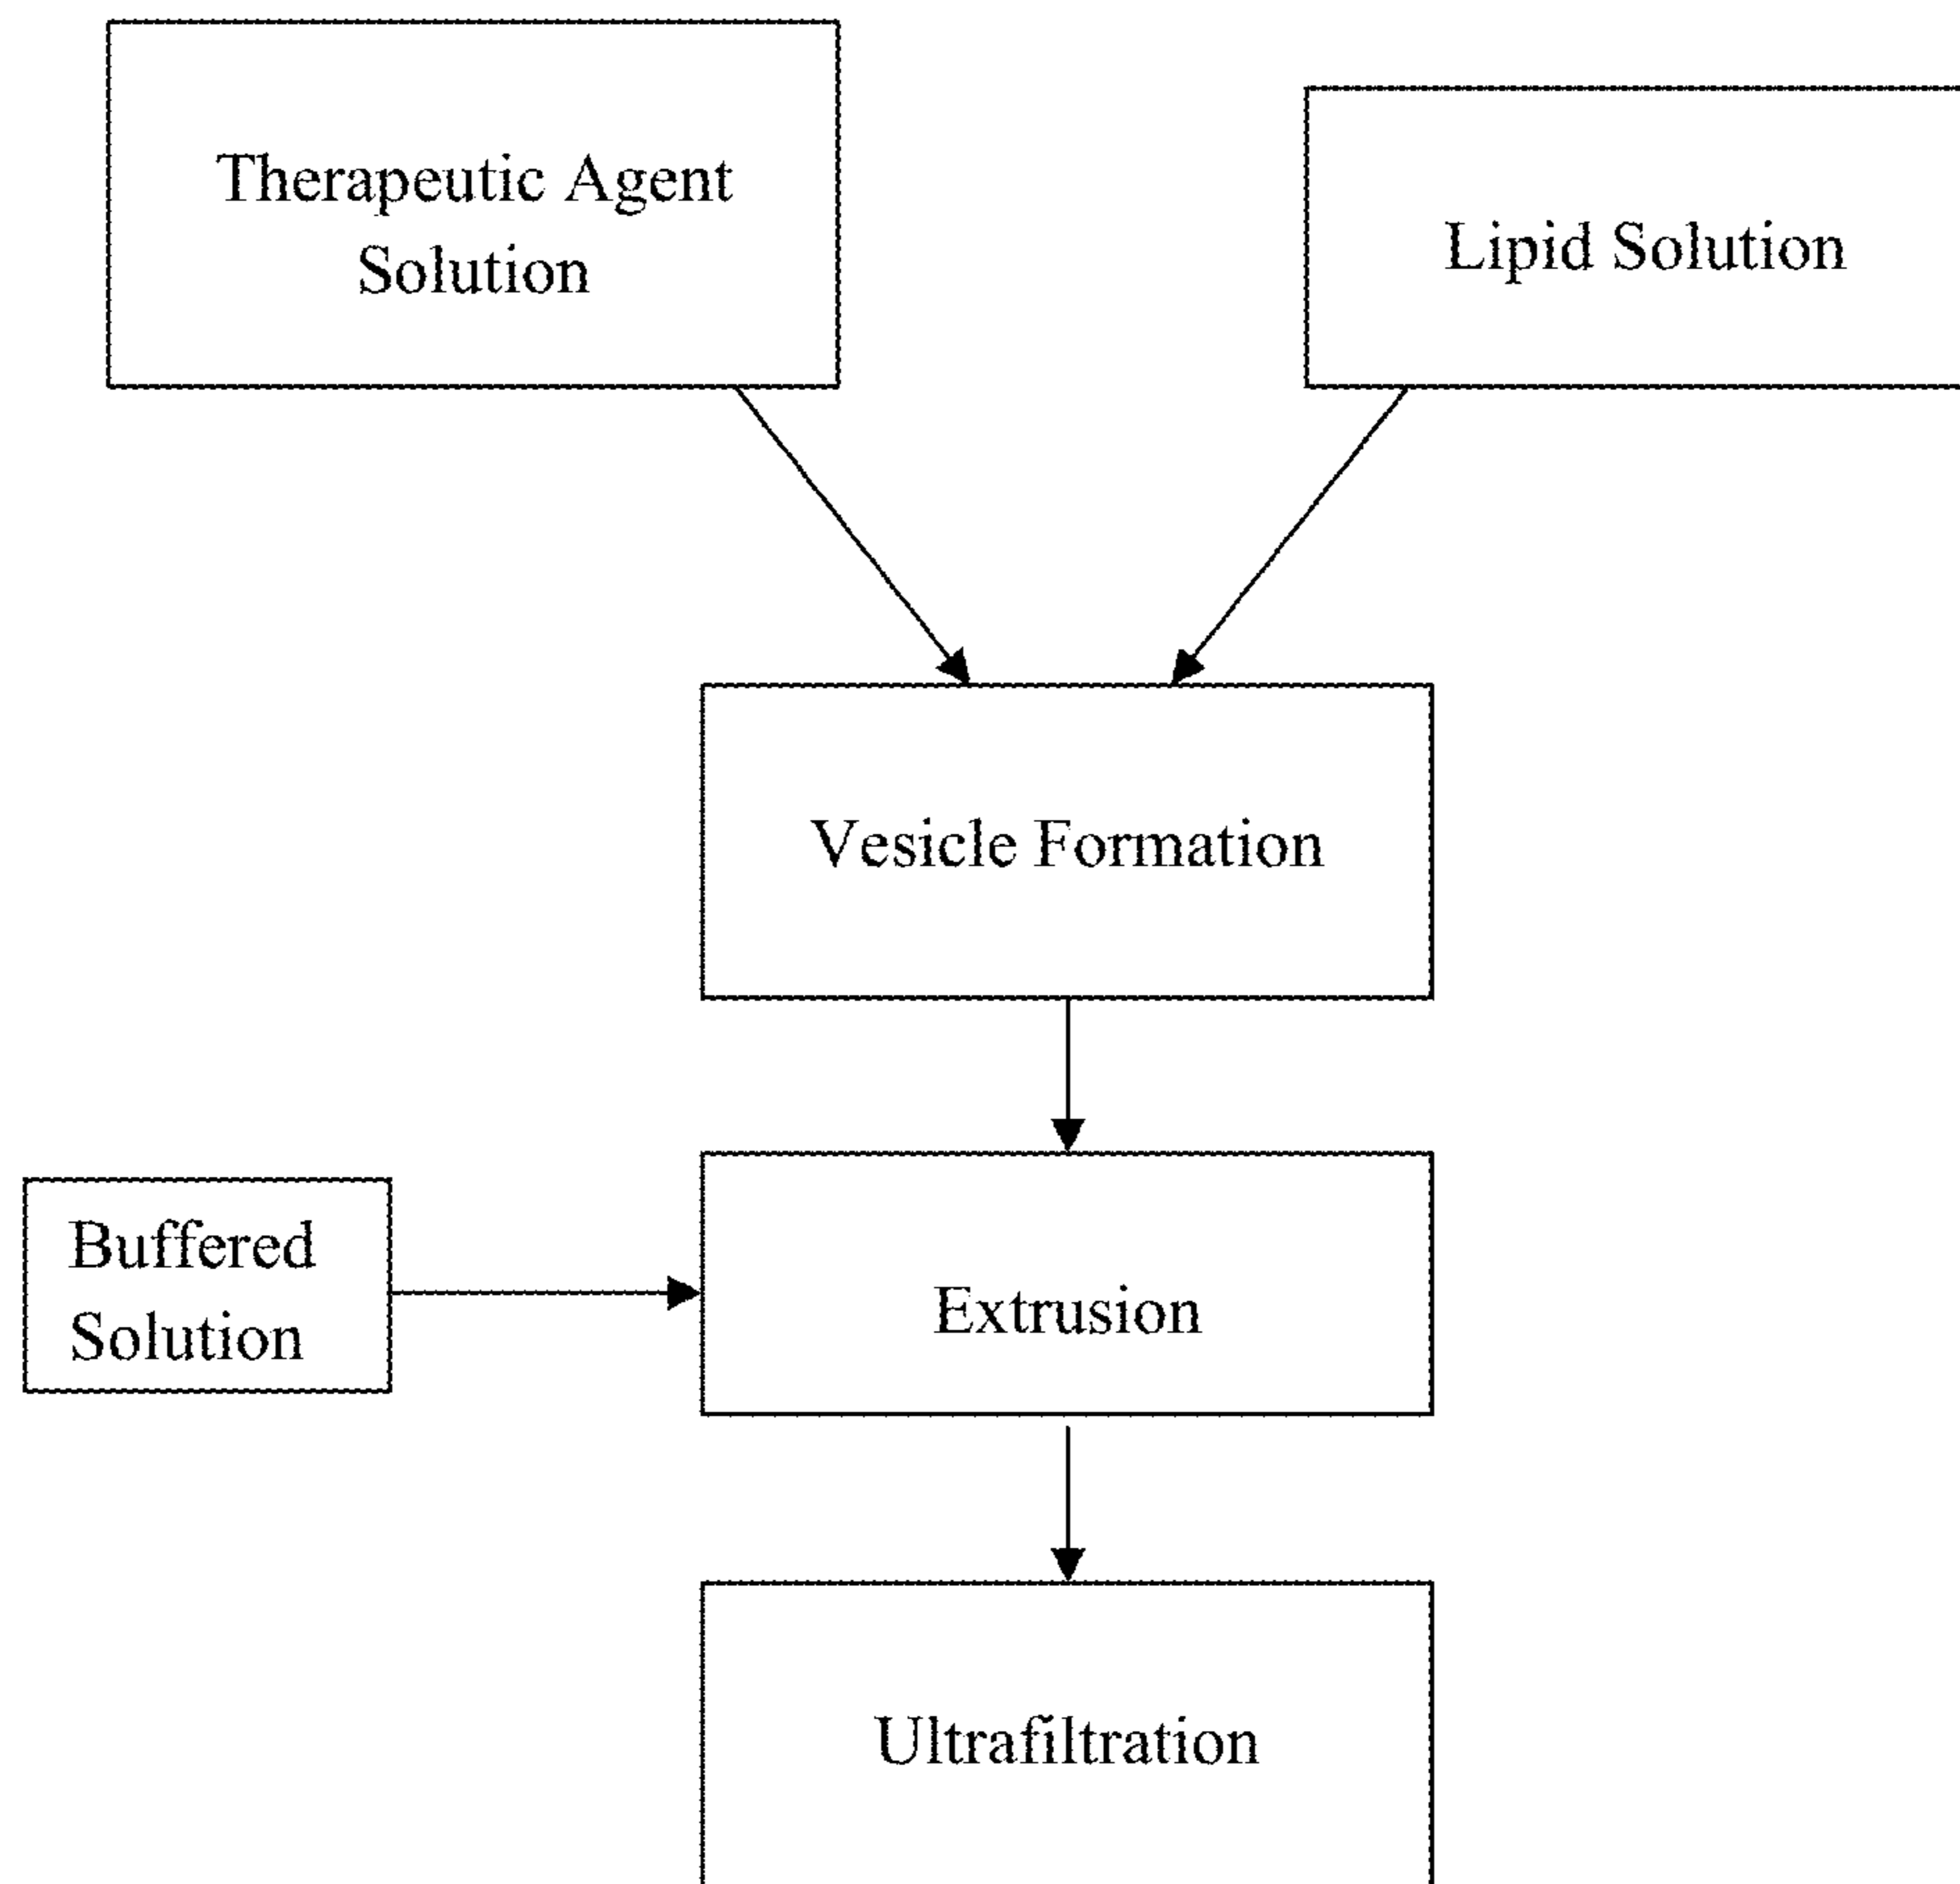 Therapeutic Agent
Solution
Lipid Solution
Vesicle Formation
Buffered
Solution
Extrusion
Ultrafiltration